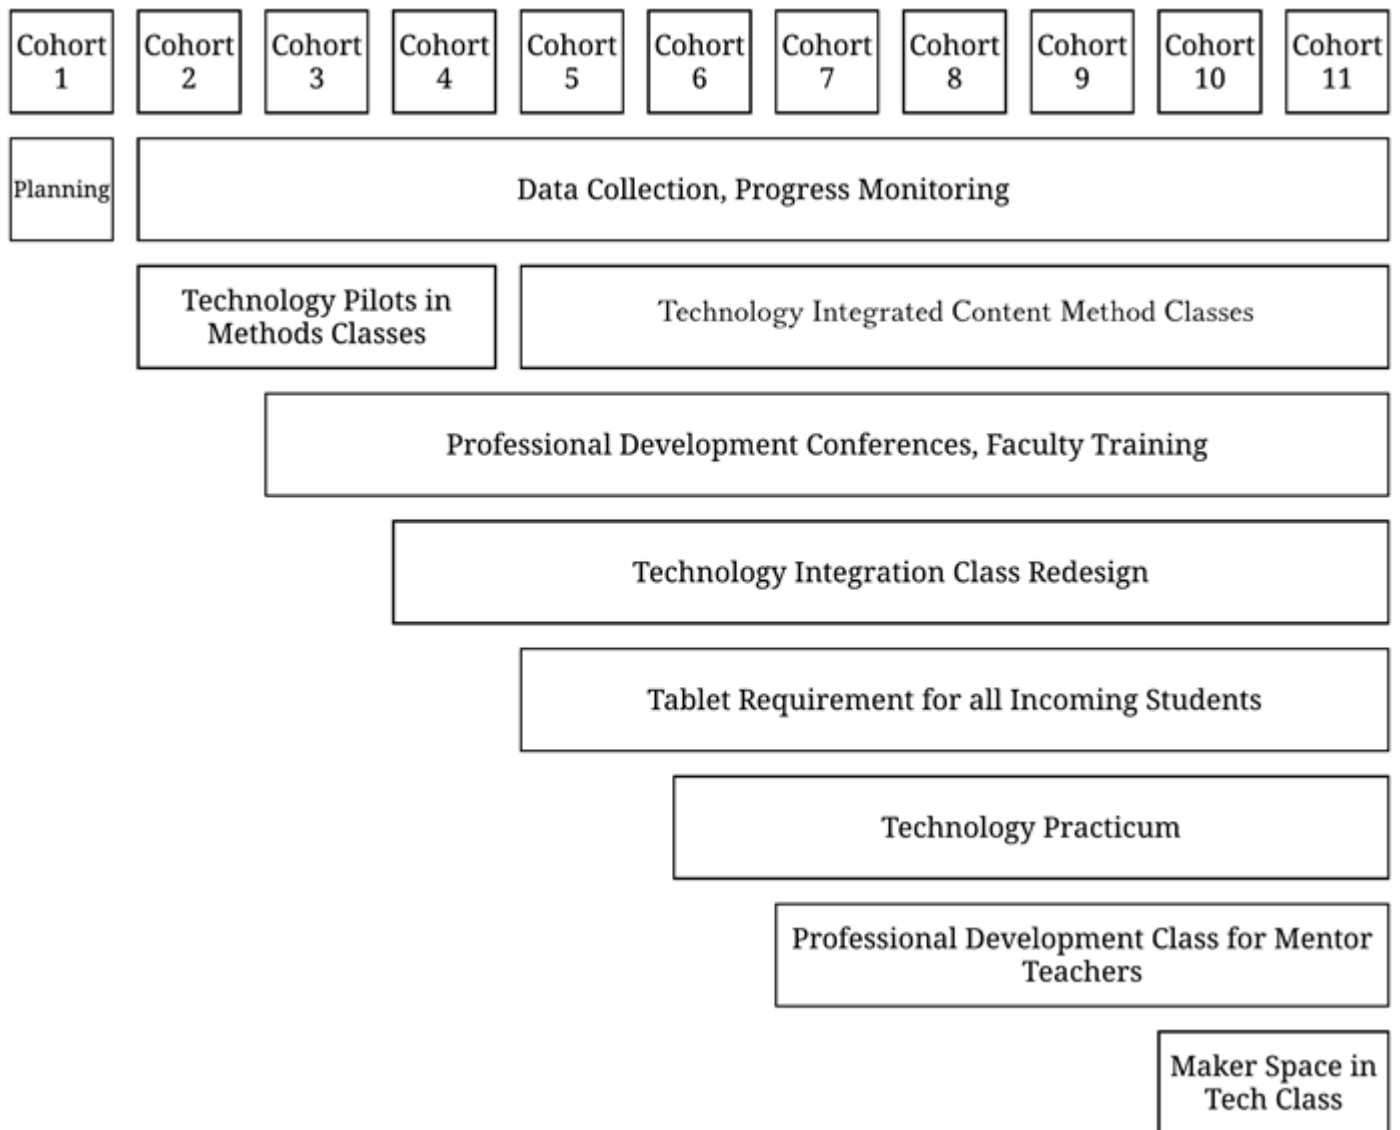 Cohort
1
Cohort
2
Cohort
3
Cohort
4
Cohort
5
Cohort
6
Cohort
7
Cohort
8
Cohort
9
Cohort
10
Cohort
11
Planning
Data Collection, Progress Monitoring
Technology Pilots in
Methods Classes
Technology Integrated Content Method Classes
Professional Development Conferences, Faculty Training
Technology Integration Class Redesign
Tablet Requirement for all Incoming Students
Technology Practicum
Professional Development Class for Mentor
Teachers
Maker Space in
Tech Class